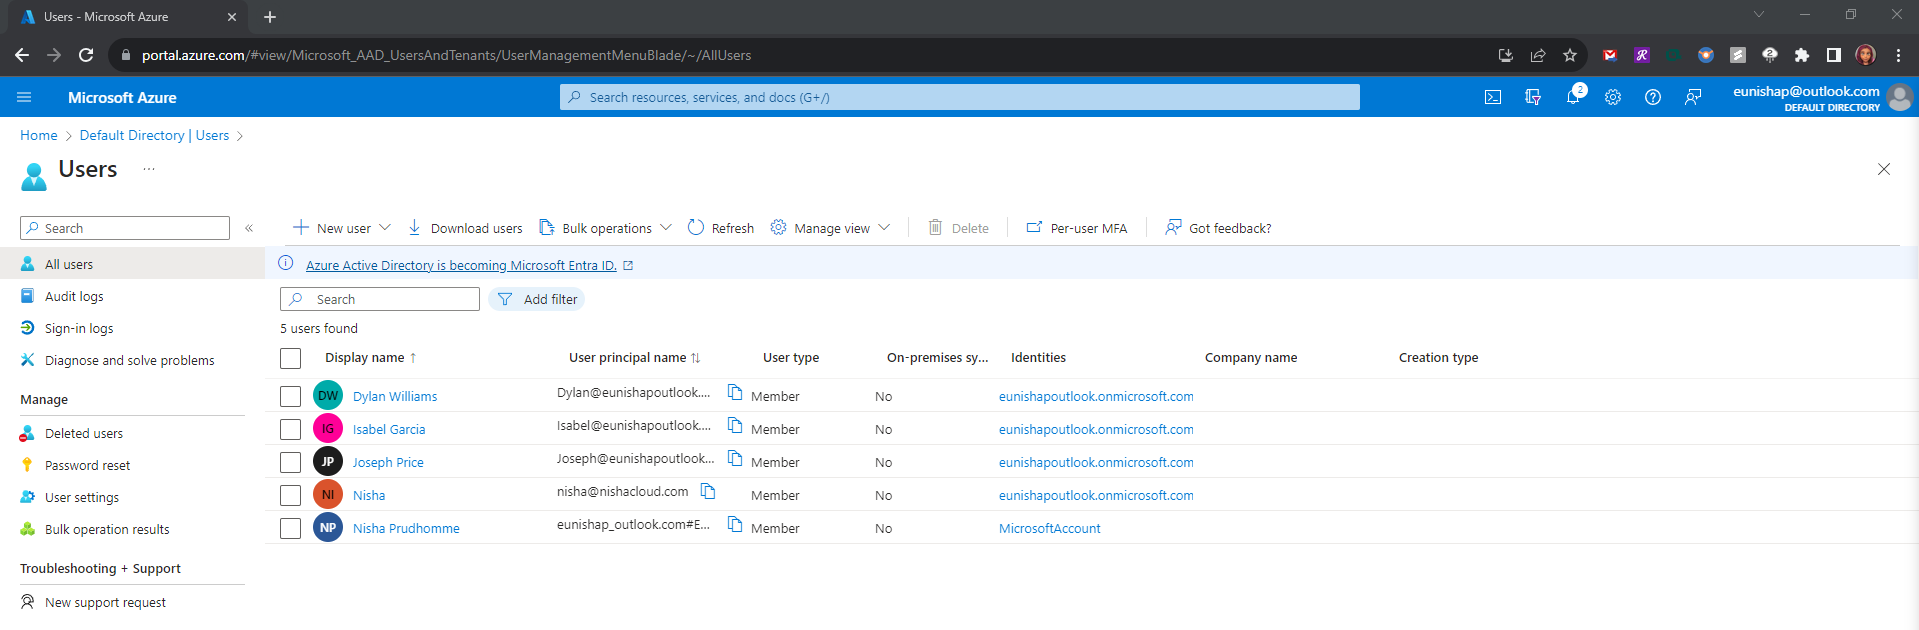 Users - Microsoft Azure
portal.azure.com/#view/Microsoft_AAD_UsersAndTenants/UserManagementMenuBlade/~/AllUsers
Microsoft Azure
Search resources, services, and docs (G+/)
2
eunishap@outlook.com
DEFAULT DIRECTORY
Home > Default Directory | Users >
Users ...
Search
«
New user
Download users
Bulk operations
Refresh
Manage view
Delete
Per-user MFA
Got feedback?
All users
Audit logs
Sign-in logs
Diagnose and solve problems
Manage
Deleted users
Password reset
User settings
Bulk operation results
Troubleshooting + Support
New support request
Azure Active Directory is becoming Microsoft Entra ID.
Search
Add filter
5 users found
Display name ↑ User principal name ↑↓ User type On-premises sy... Identities Company name Creation type
DW Dylan Williams Dylan@eunishapoutlook.... Member No eunishapoutlook.onmicrosoft.com
IG Isabel Garcia Isabel@eunishapoutlook.... Member No eunishapoutlook.onmicrosoft.com
JP Joseph Price Joseph@eunishapoutlook... Member No eunishapoutlook.onmicrosoft.com
NI Nisha nisha@nishacloud.com Member No eunishapoutlook.onmicrosoft.com
NP Nisha Prudhomme eunishap_outlook.com#E... Member No MicrosoftAccount